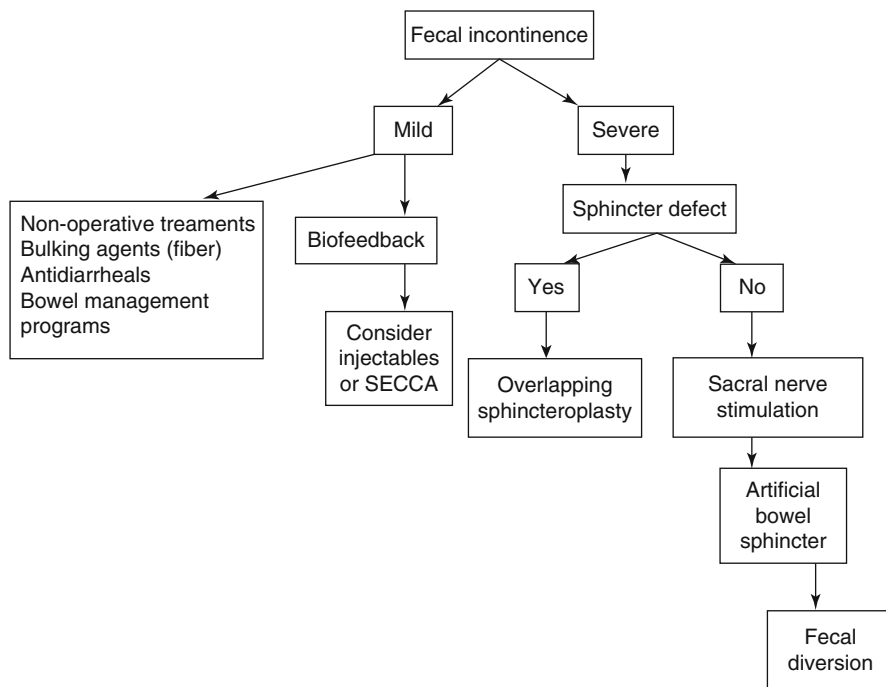 Fecal incontinence
Mild
Severe
Non-operative treaments
Bulking agents (fiber)
Antidiarrheals
Bowel management
programs
Biofeedback
Sphincter defect
Yes
No
Consider
injectables
or SECCA
Overlapping
sphincteroplasty
Sacral nerve
stimulation
Artificial
bowel
sphincter
Fecal
diversion